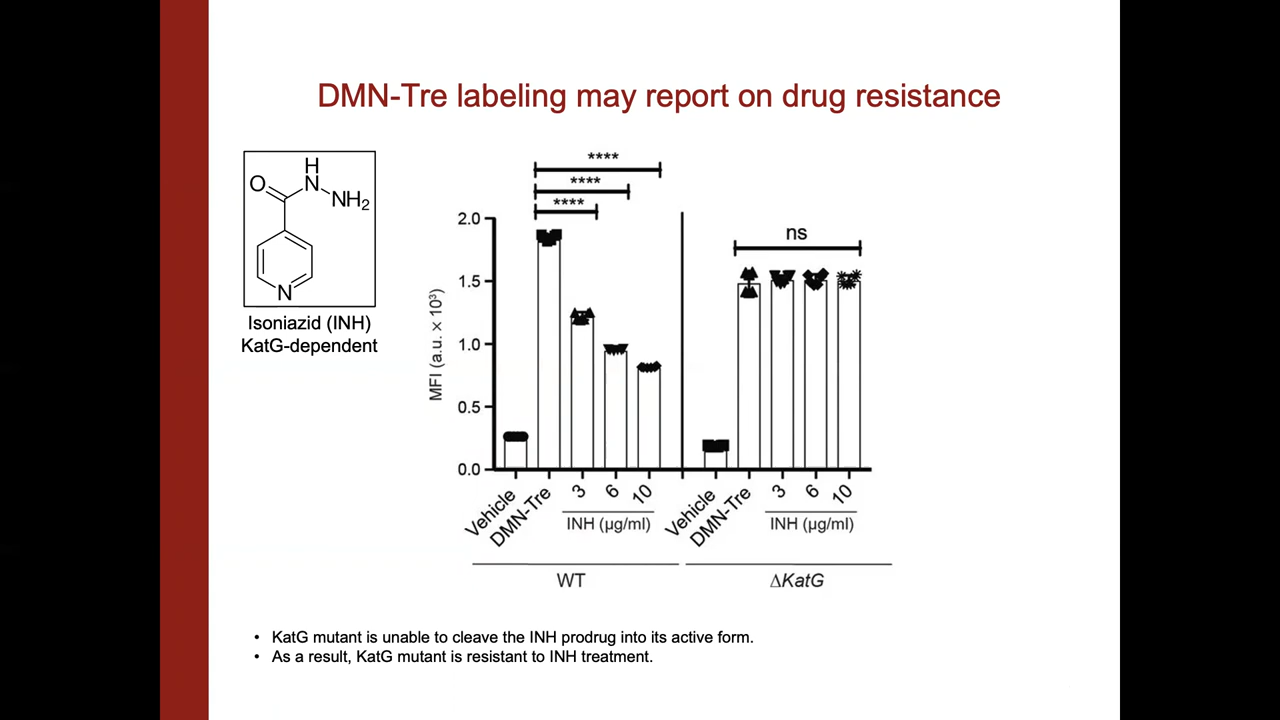 DMN-Tre labeling may report on drug resistance
H
O
N
NH₂
N
Isoniazid (INH)
KatG-dependent
****
****
****
ns
2.0
1.5
1.0
0.5
0.0
MFI (a.u. × 10³)
Vehicle
DMN-Tre
3
6
10
INH (µg/ml)
WT
Vehicle
DMN-Tre
3
6
10
INH (µg/ml)
ΔKatG
• KatG mutant is unable to cleave the INH prodrug into its active form.
• As a result, KatG mutant is resistant to INH treatment.